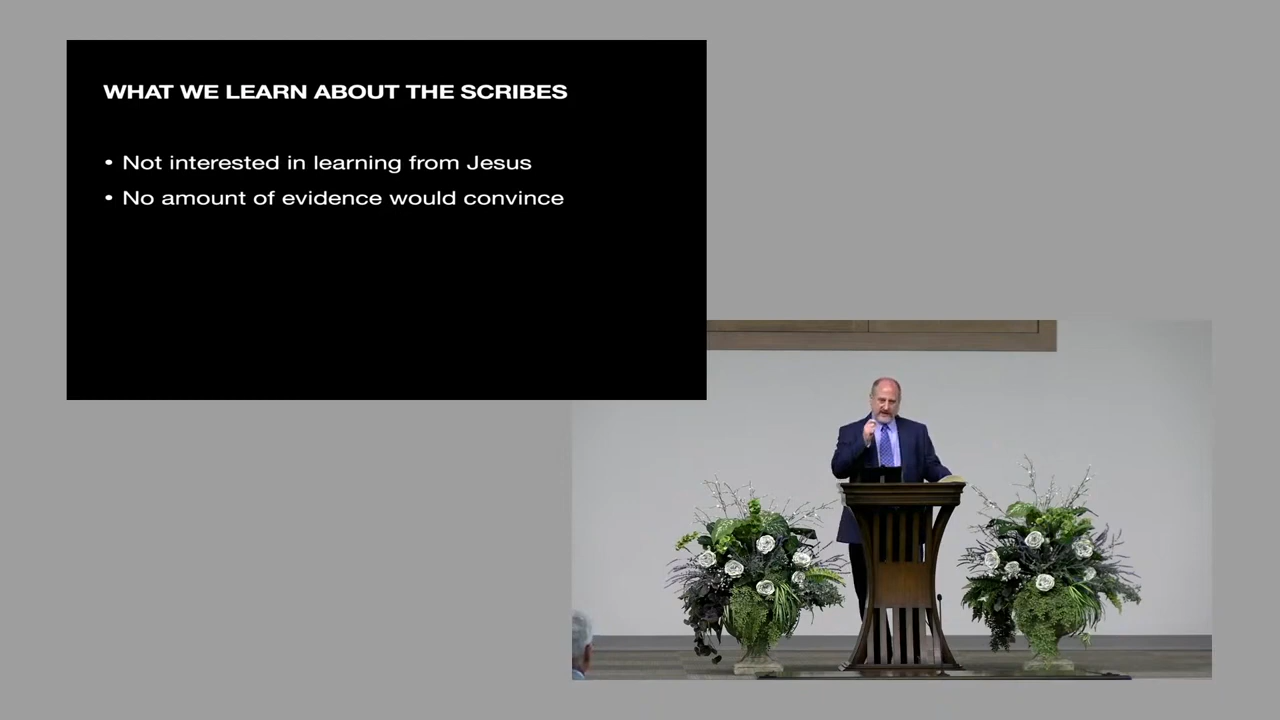 WHAT WE LEARN ABOUT THE SCRIBES
• Not interested in learning from Jesus
• No amount of evidence would convince